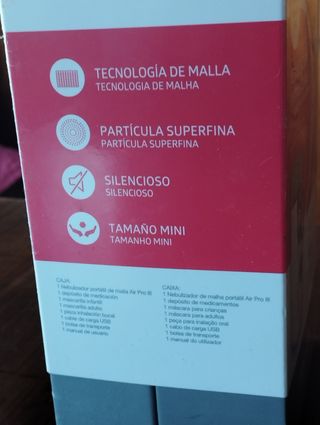 TECNOLOGÍA DE MALLA
TECNOLOGIA DE MALHA
PARTÍCULA SUPERFINA
PARTÍCULA SUPERFINA
SILENCIOSO
SILENCIOSO
TAMAÑO MINI
TAMANHO MINI
CAJA:
1 Nebulizador portátil de malla Air Pro III
1 depósito de medicación
1 mascarilla infantil
1 mascarilla adulto
1 pieza inhalación bucal
1 cable de carga USB
1 bolsa de transporte
1 manual de usuario
CAIXA:
1 Nebulizador de malha portátil Air Pro III
1 depósito de medicamentos
1 máscara para crianças
1 máscara para adultos
1 peça para inalação oral
1 cabo de carga USB
1 bolsa de transporte
1 manual do utilizador